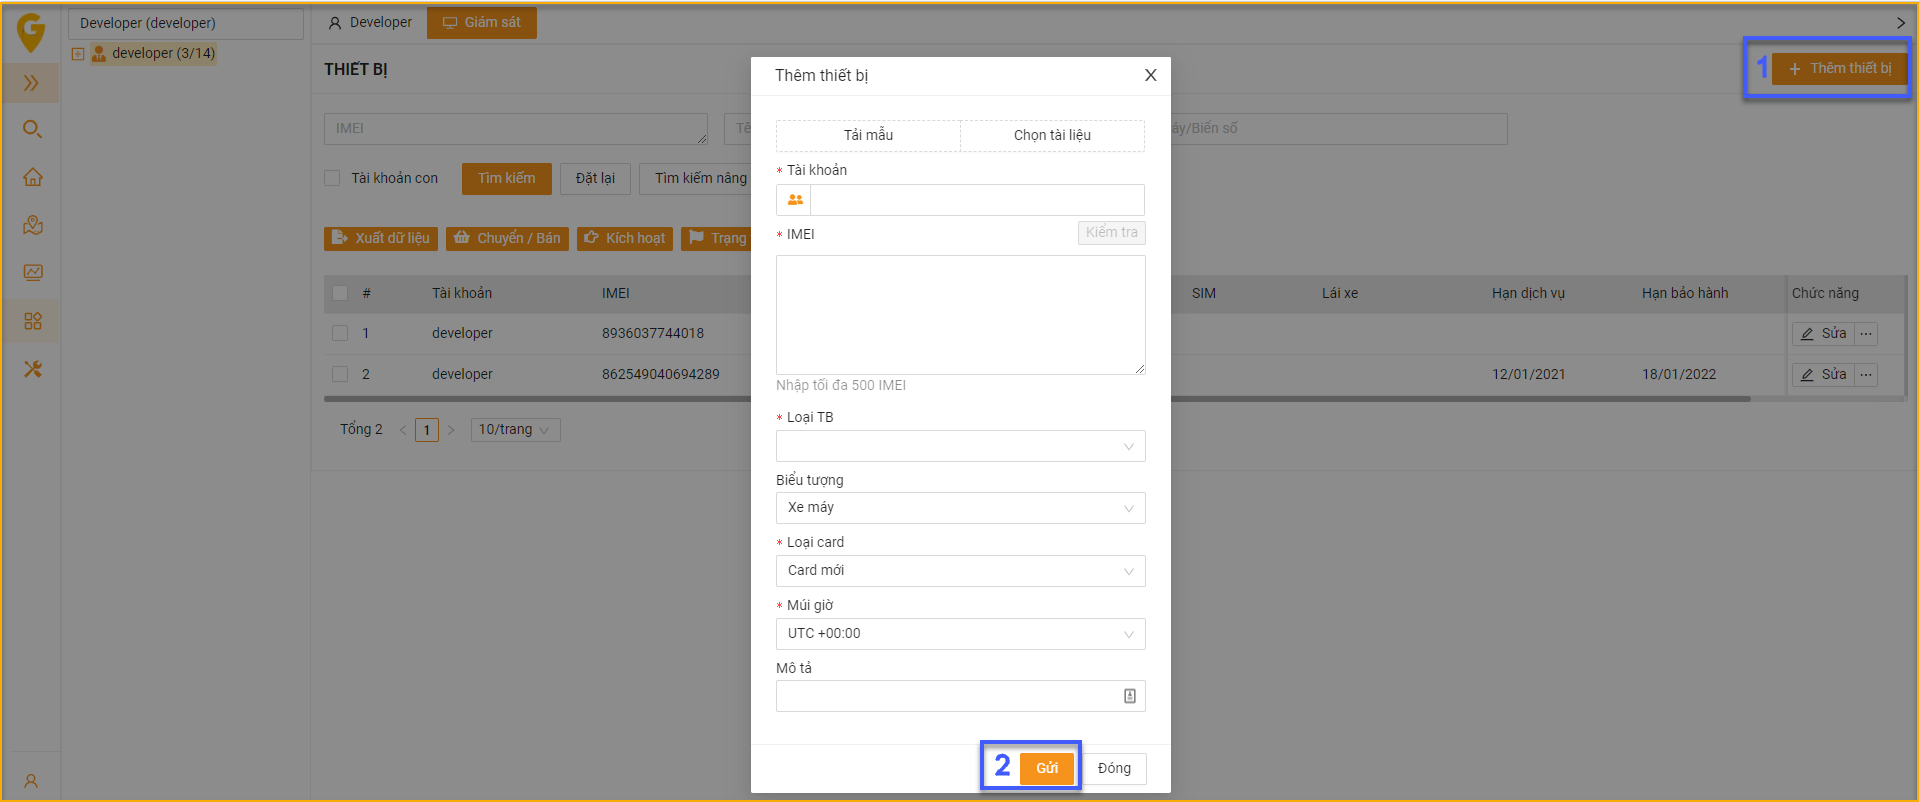 Developer (developer)
developer (3/14)
Developer
Giám sát
THIẾT BỊ
1
+ Thêm thiết bị
IMEI
Tê
áy/Biển số
Tài khoản con
Tìm kiếm
Đặt lại
Tìm kiếm nâng
Xuất dữ liệu
Chuyển / Bán
Kích hoạt
Trạng
# Tài khoản IMEI SIM Lái xe Hạn dịch vụ Hạn bảo hành Chức năng
1 developer 8936037744018 Sửa ...
2 developer 862549040694289 12/01/2021 18/01/2022 Sửa ...
Tổng 2 < 1 > 10/trang
Thêm thiết bị X
Tải mẫu
Chọn tài liệu
* Tài khoản
* IMEI
Kiểm tra
Nhập tối đa 500 IMEI
* Loại TB
Biểu tượng
Xe máy
* Loại card
Card mới
* Múi giờ
UTC +00:00
Mô tả
2
Gửi
Đóng